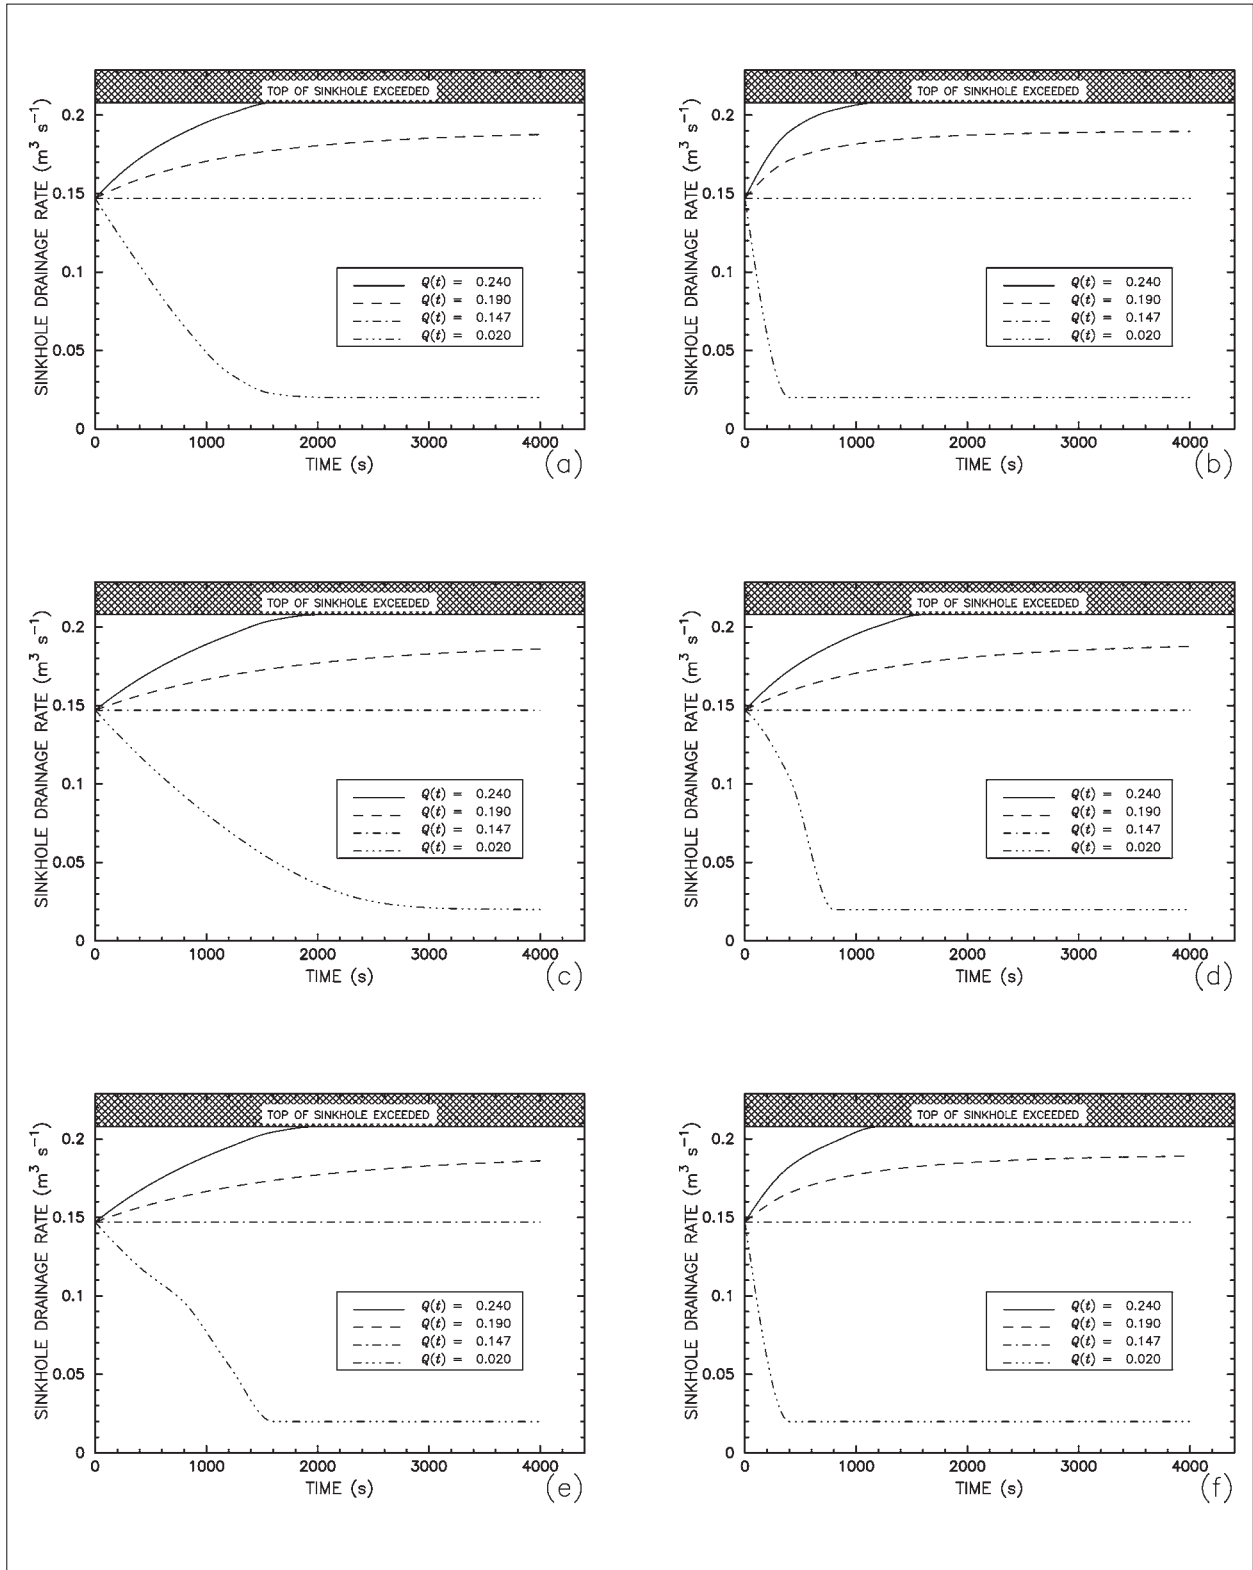 TOP OF SINKHOLE EXCEEDED
SINKHOLE DRAINAGE RATE (m³ s⁻¹)
0.2
0.15
0.1
0.05
0
Q(t) = 0.240
Q(t) = 0.190
Q(t) = 0.147
Q(t) = 0.020
0 1000 2000 3000 4000
TIME (s)
(a)
TOP OF SINKHOLE EXCEEDED
SINKHOLE DRAINAGE RATE (m³ s⁻¹)
0.2
0.15
0.1
0.05
0
Q(t) = 0.240
Q(t) = 0.190
Q(t) = 0.147
Q(t) = 0.020
0 1000 2000 3000 4000
TIME (s)
(b)
TOP OF SINKHOLE EXCEEDED
SINKHOLE DRAINAGE RATE (m³ s⁻¹)
0.2
0.15
0.1
0.05
0
Q(t) = 0.240
Q(t) = 0.190
Q(t) = 0.147
Q(t) = 0.020
0 1000 2000 3000 4000
TIME (s)
(c)
TOP OF SINKHOLE EXCEEDED
SINKHOLE DRAINAGE RATE (m³ s⁻¹)
0.2
0.15
0.1
0.05
0
Q(t) = 0.240
Q(t) = 0.190
Q(t) = 0.147
Q(t) = 0.020
0 1000 2000 3000 4000
TIME (s)
(d)
TOP OF SINKHOLE EXCEEDED
SINKHOLE DRAINAGE RATE (m³ s⁻¹)
0.2
0.15
0.1
0.05
0
Q(t) = 0.240
Q(t) = 0.190
Q(t) = 0.147
Q(t) = 0.020
0 1000 2000 3000 4000
TIME (s)
(e)
TOP OF SINKHOLE EXCEEDED
SINKHOLE DRAINAGE RATE (m³ s⁻¹)
0.2
0.15
0.1
0.05
0
Q(t) = 0.240
Q(t) = 0.190
Q(t) = 0.147
Q(t) = 0.020
0 1000 2000 3000 4000
TIME (s)
(f)